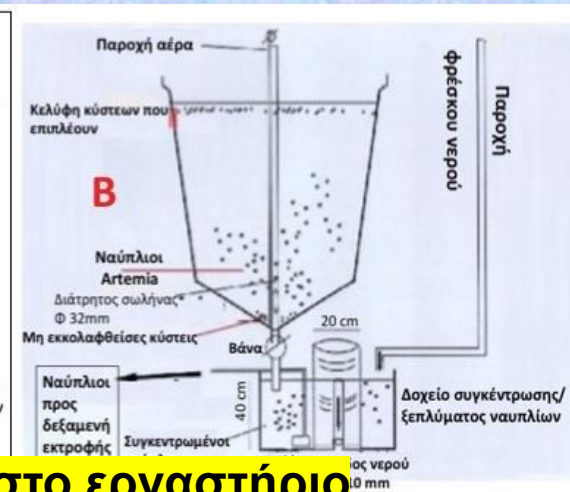 Παροχή αέρα
Κελύφη κύστεων που
επιπλέουν
B
Ναύπλιοι
Artemia
Διάτρητος σωλήνας
Φ 32mm
Μη εκκολαφθείσες κύστεις
Βάνα
20 cm
40 cm
Παροχή
φρέσκου νερού
Ναύπλιοι
προς
δεξαμενή
εκτροφής
Συγκεντρωμένοι
Δοχείο συγκέντρωσης/
ξεπλύματος ναυπλίων
νερού
10 mm
στο εργαστήριο